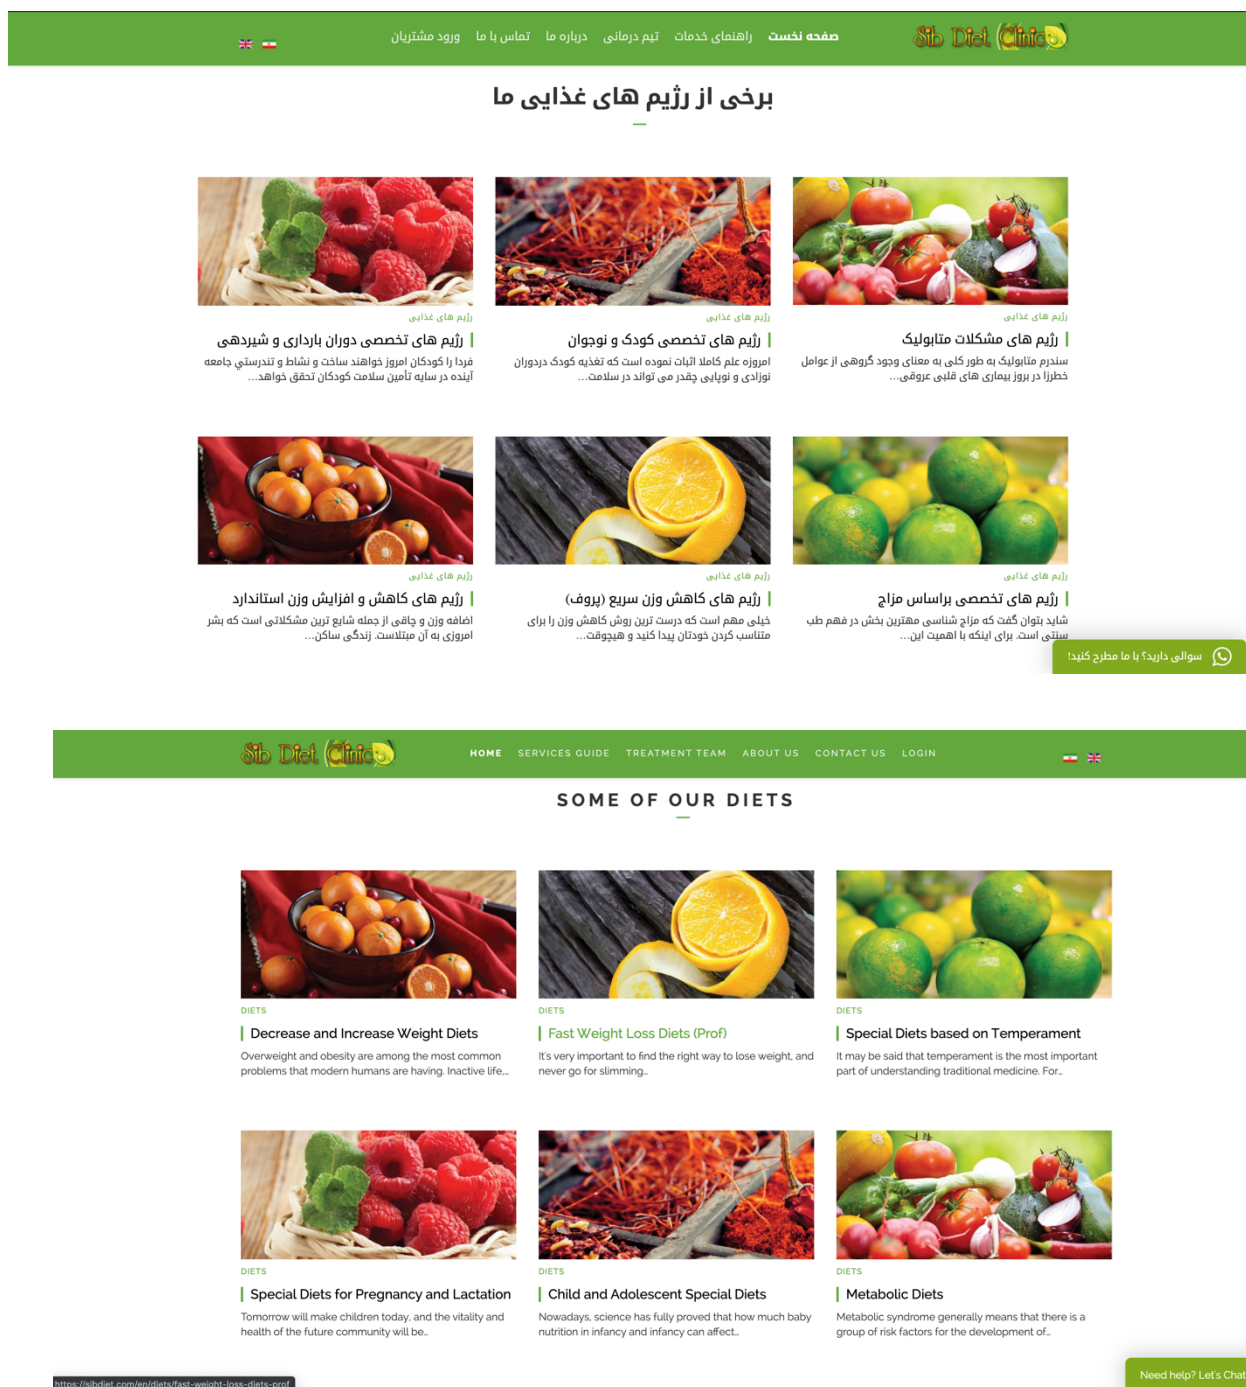 صفحه نخست راهنمای خدمات تیم درمانی درباره ما تماس با ما ورود مشتریان
Sib Diet Clinic
برخی از رژیم های غذایی ما
رژیم های غذایی
رژیم های مشکلات متابولیک
سندرم متابولیک به طور کلی به معنای وجود گروهی از عوامل
خطرزا در بروز بیماری های قلبی عروقی...
رژیم های غذایی
رژیم های تخصصی کودک و نوجوان
امروزه علم کاملا اثبات نموده است که تغذیه کودک دردوران
نوزادی و نوپایی چقدر می تواند در سلامت...
رژیم های غذایی
رژیم های تخصصی دوران بارداری و شیردهی
فردا را کودکان امروز خواهند ساخت و نشاط و تندرستي جامعه
آینده در سایه تأمین سلامت کودکان تحقق خواهد...
رژیم های غذایی
رژیم های تخصصی براساس مزاج
شاید بتوان گفت که مزاج شناسی مهترین بخش در فهم طب
سنتی است. برای اینکه با اهمیت این...
رژیم های غذایی
رژیم های کاهش وزن سریع (پروف)
خیلی مهم است که درست ترین روش کاهش وزن را برای
متناسب کردن خودتان پیدا کنید و هیچوقت...
رژیم های غذایی
رژیم های کاهش و افزایش وزن استاندارد
اضافه وزن و چاقی از جمله شایع ترین مشکلاتی است که بشر
امروزی به آن مبتلاست. زندگی ساکن...
سوالی دارید؟ با ما مطرح کنید!
Sib Diet Clinic
HOME SERVICES GUIDE TREATMENT TEAM ABOUT US CONTACT US LOGIN
SOME OF OUR DIETS
DIETS
Decrease and Increase Weight Diets
Overweight and obesity are among the most common
problems that modern humans are having. Inactive life,...
DIETS
Fast Weight Loss Diets (Prof)
It's very important to find the right way to lose weight, and
never go for slimming...
DIETS
Special Diets based on Temperament
It may be said that temperament is the most important
part of understanding traditional medicine. For...
DIETS
Special Diets for Pregnancy and Lactation
Tomorrow will make children today, and the vitality and
health of the future community will be...
DIETS
Child and Adolescent Special Diets
Nowadays, science has fully proved that how much baby
nutrition in infancy and infancy can affect...
DIETS
Metabolic Diets
Metabolic syndrome generally means that there is a
group of risk factors for the development of...
https://sibdiet.com/en/diets/fast-weight-loss-diets-prof
Need help? Let's Chat